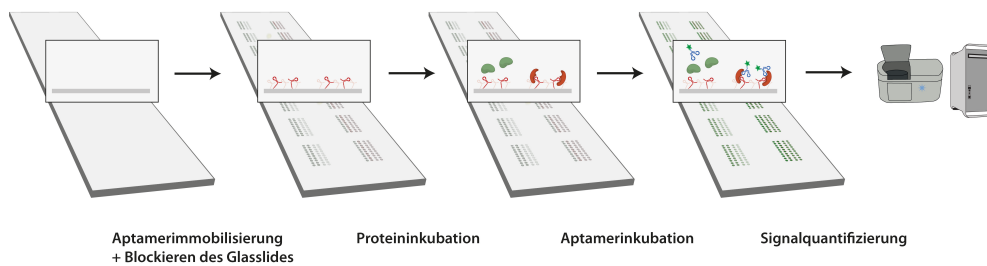 Aptamerimmobilisierung
+ Blockieren des Glasslides
Proteininkubation
Aptamerinkubation
Signalquantifizierung